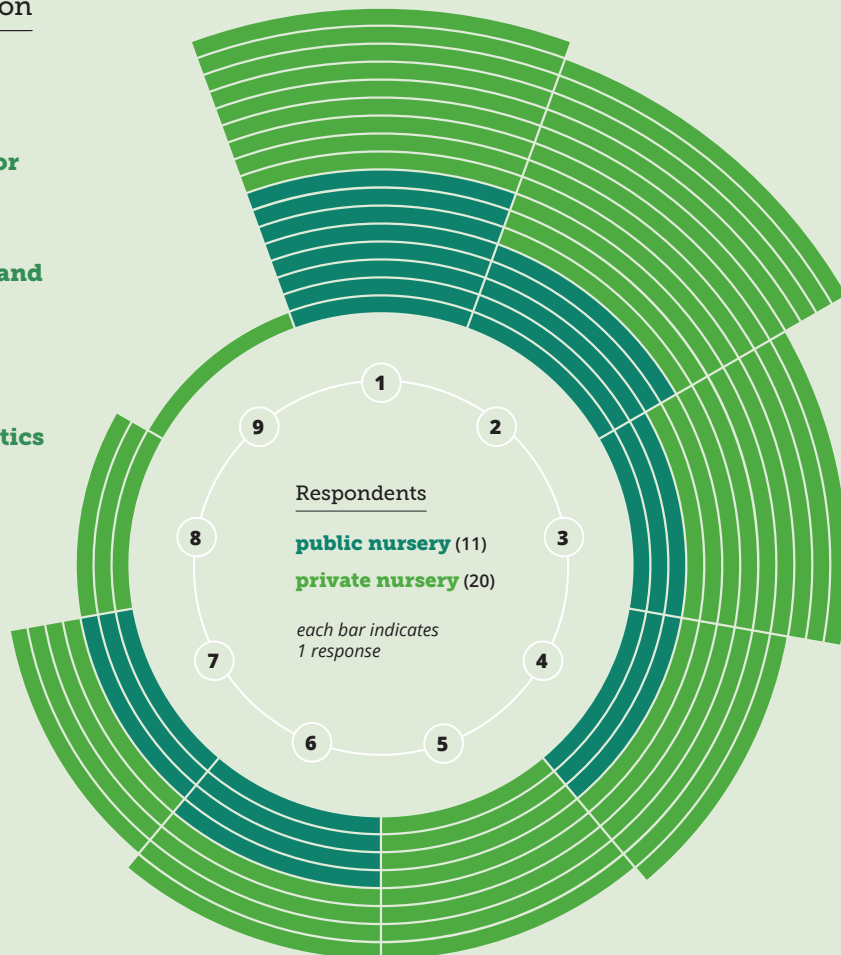 on
or
and
tics
1
2
3
4
5
6
7
8
9
Respondents
public nursery (11)
private nursery (20)
each bar indicates
1 response